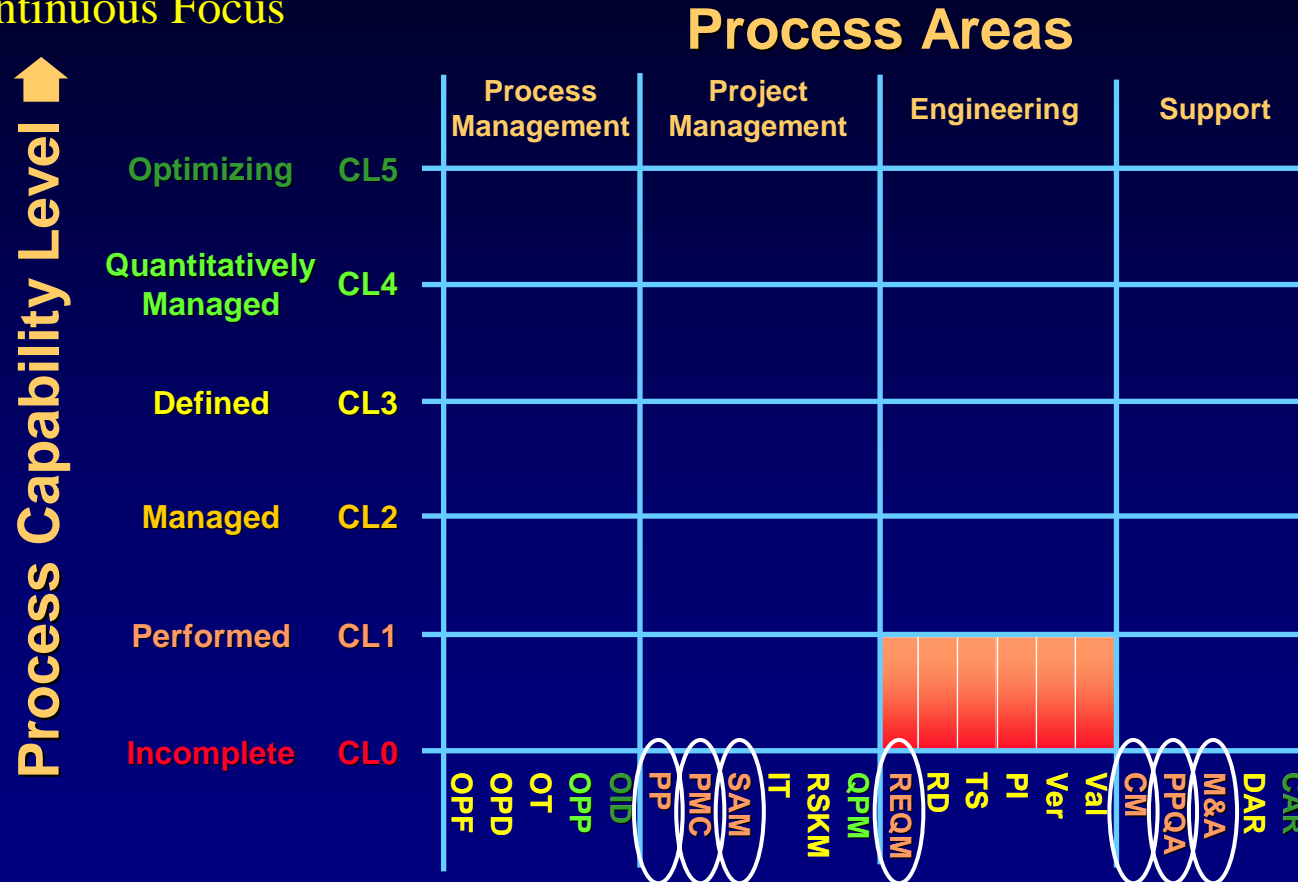 ntinuous Focus
Process Areas
Process Capability Level
Process
Management
Project
Management
Engineering
Support
Optimizing CL5
Quantitatively
Managed
CL4
Defined CL3
Managed CL2
Performed CL1
Incomplete CL0
OPF
OPD
OT
OPP
OID
PP
PMC
SAM
IT
RSKM
QPM
REQM
RD
TS
PI
Ver
Val
CM
PPQA
M&A
DAR
CAR